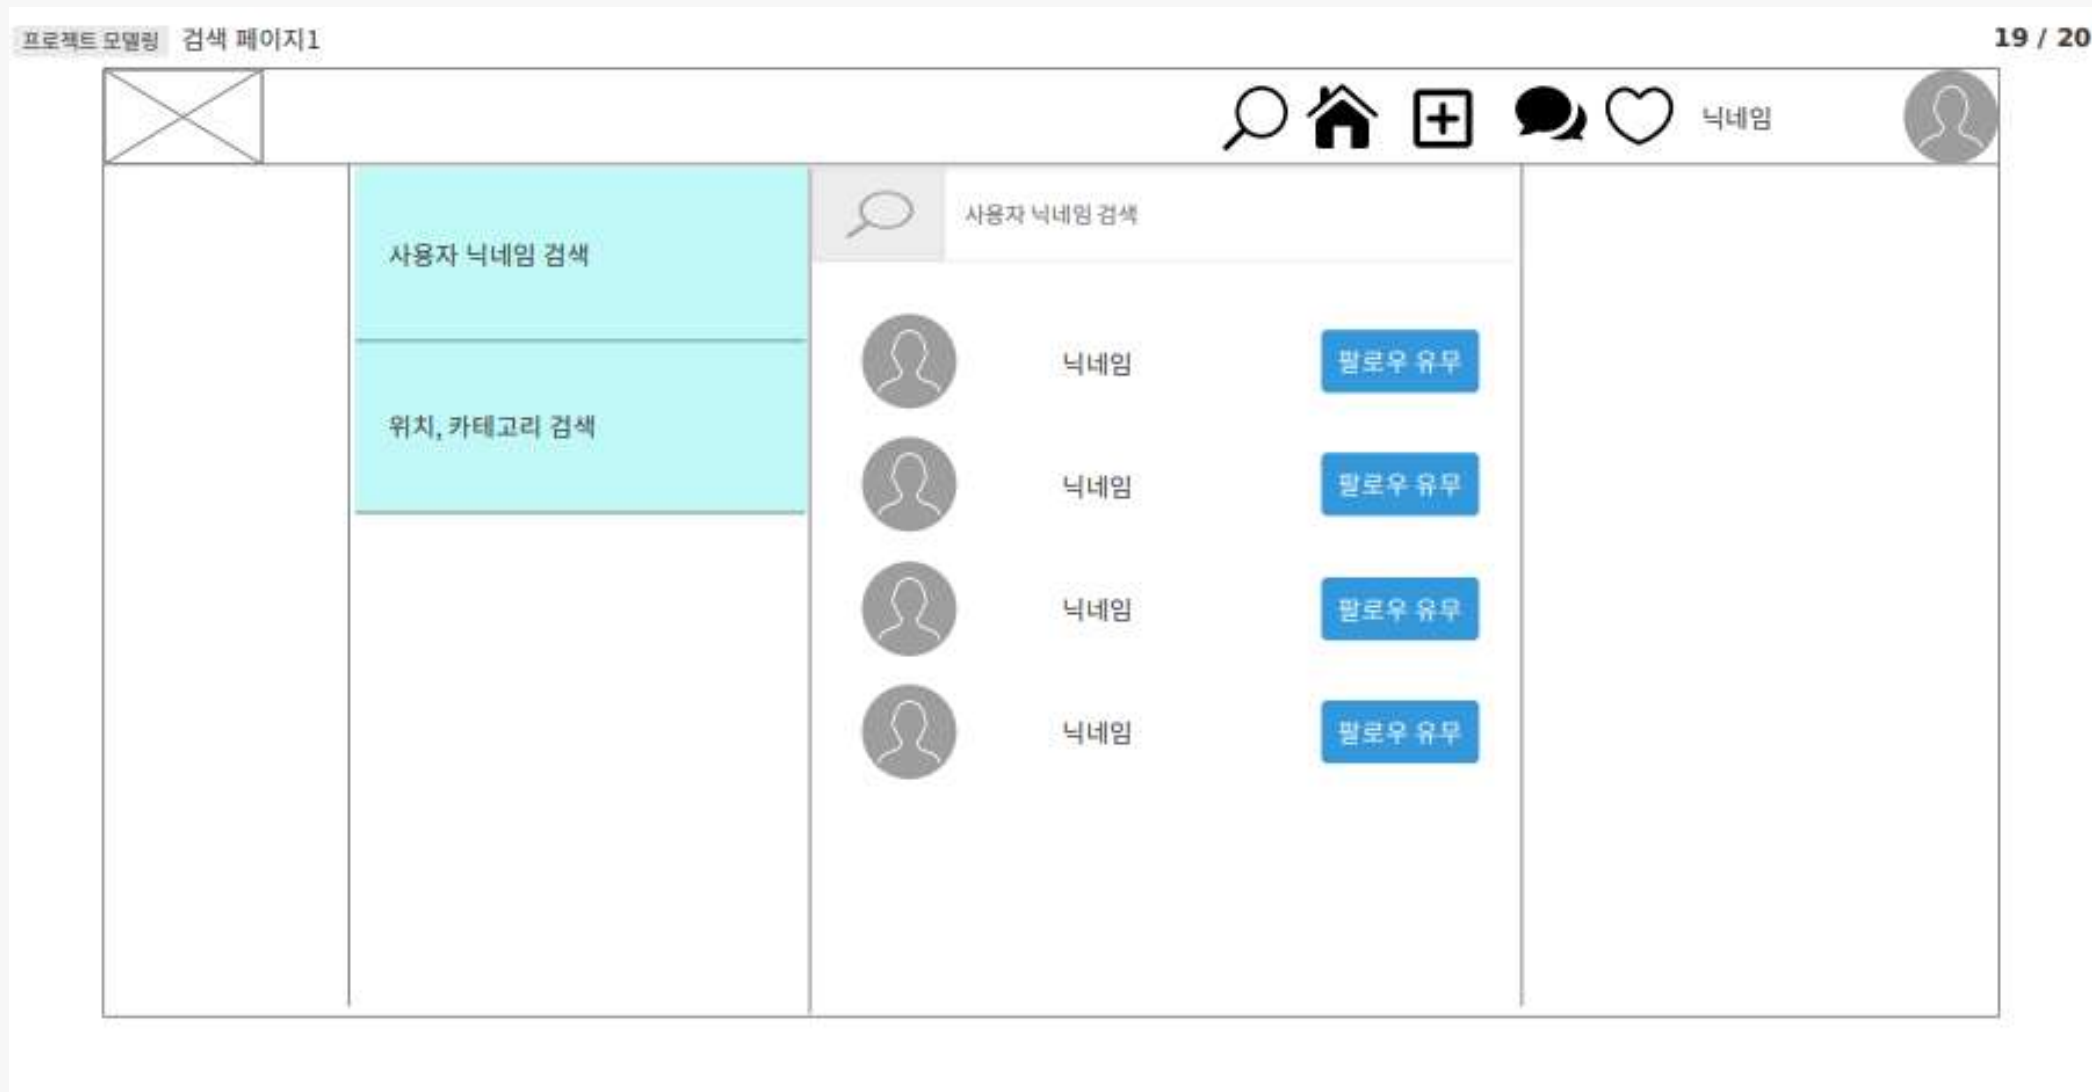 프로젝트 모델링 검색 페이지1
19 / 20
닉네임
사용자 닉네임 검색
위치, 카테고리 검색
사용자 닉네임 검색
닉네임 팔로우 유무
닉네임 팔로우 유무
닉네임 팔로우 유무
닉네임 팔로우 유무